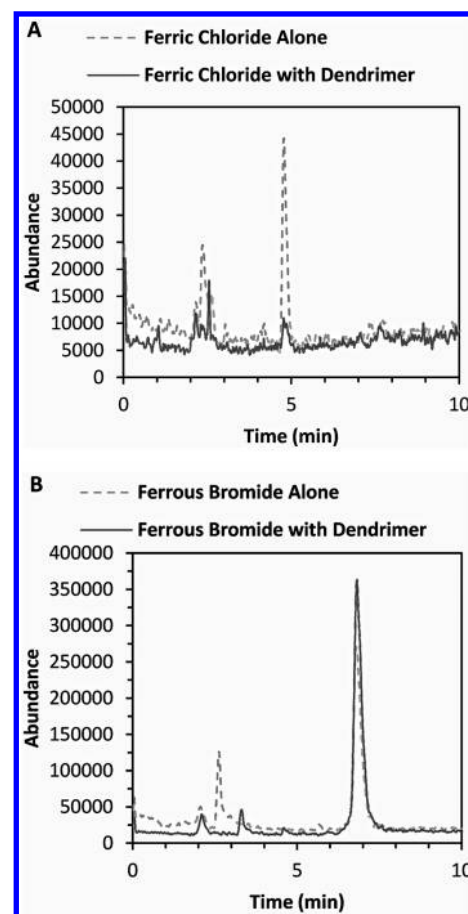 A
Ferric Chloride Alone
Ferric Chloride with Dendrimer
50000
45000
40000
35000
30000
25000
20000
15000
10000
5000
0
Abundance
0 5 10
Time (min)
B
Ferrous Bromide Alone
Ferrous Bromide with Dendrimer
400000
350000
300000
250000
200000
150000
100000
50000
0
Abundance
0 5 10
Time (min)